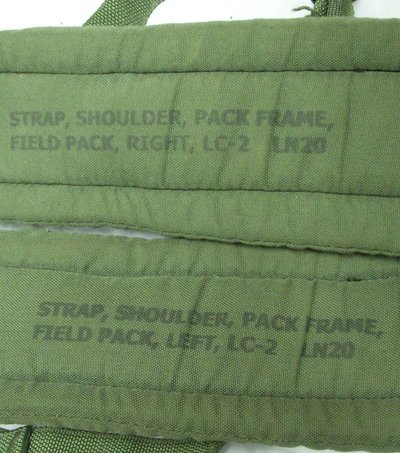 STRAP, SHOULDER, PACK FRAME,
FIELD PACK, RIGHT, LC-2 LN20
STRAP, SHOULDER, PACK FRAME,
FIELD PACK, LEFT, LC-2 LN20